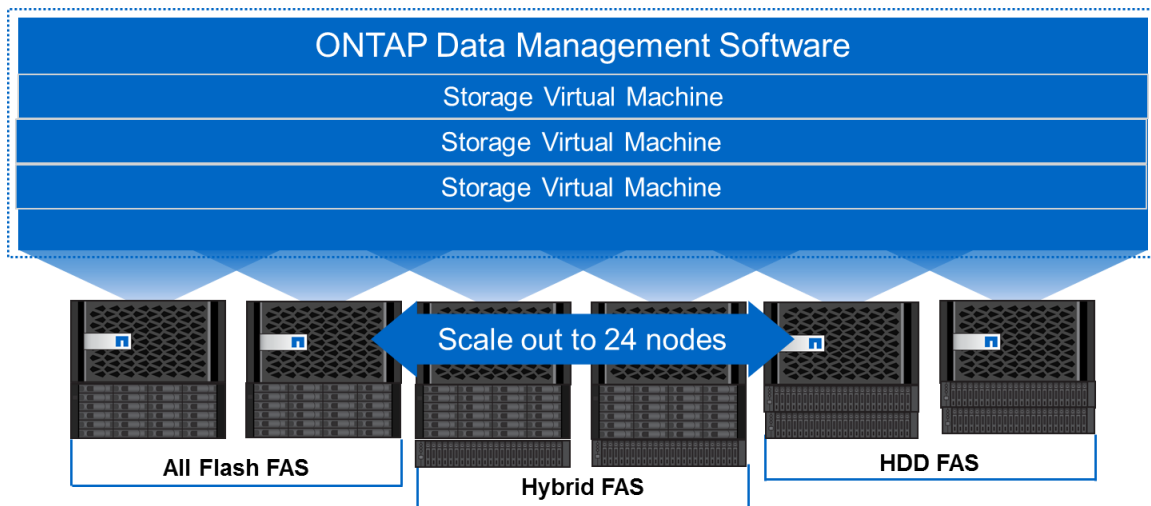 ONTAP Data Management Software
Storage Virtual Machine
Storage Virtual Machine
Storage Virtual Machine
Scale out to 24 nodes
All Flash FAS
Hybrid FAS
HDD FAS